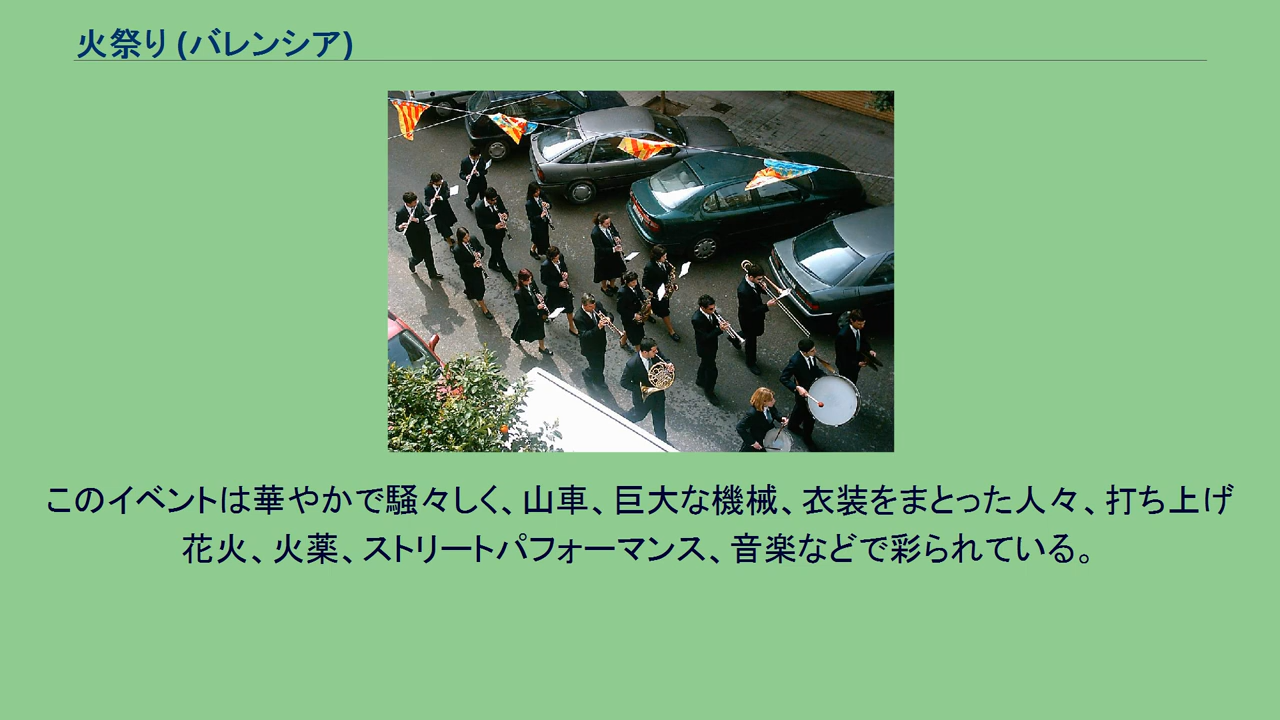 火祭り (バレンシア)
このイベントは華やかで騒々しく、山車、巨大な機械、衣装をまとった人々、打ち上げ
花火、火薬、ストリートパフォーマンス、音楽などで彩られている。